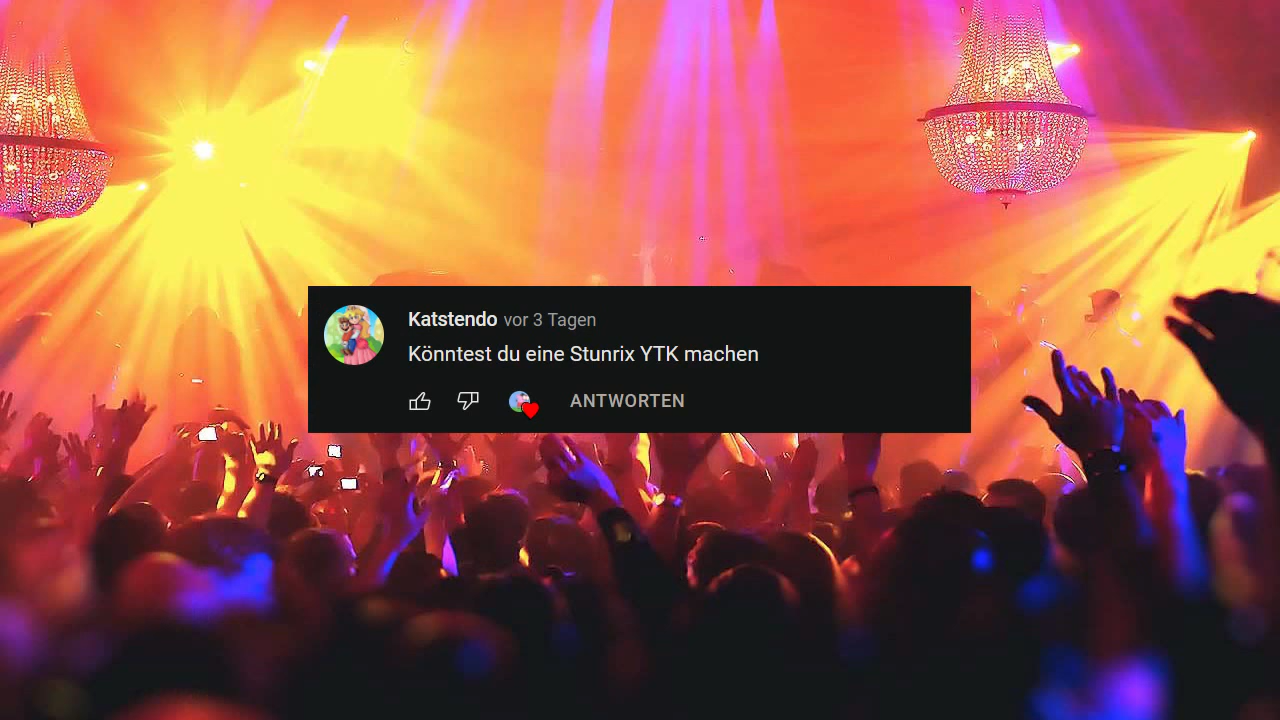 Katstendo vor 3 Tagen
Könntest du eine Stunrix YTK machen
ANTWORTEN